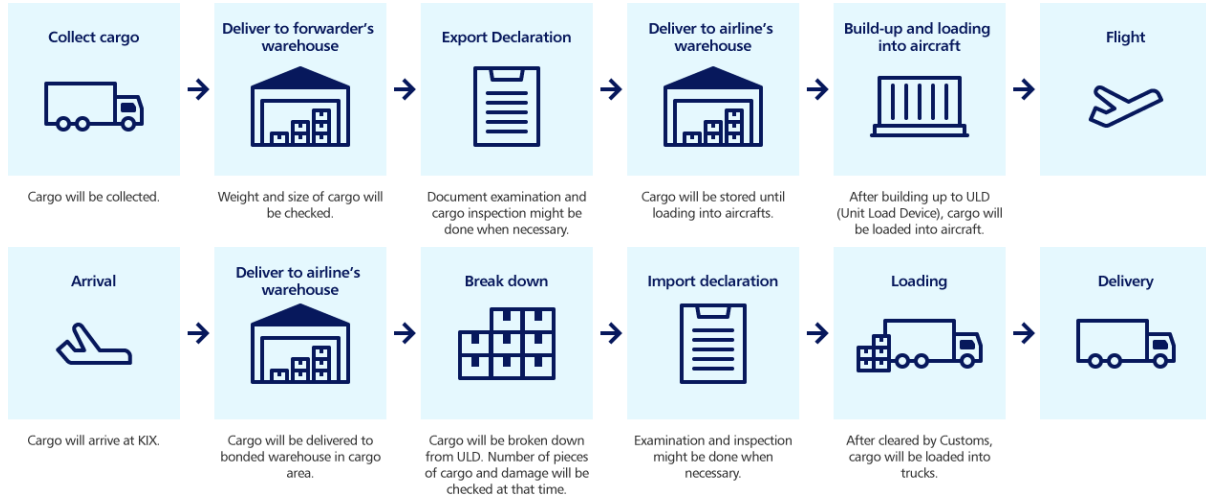 Collect cargo
Deliver to forwarder's
warehouse
Export Declaration
Deliver to airline's
warehouse
Build-up and loading
into aircraft
Flight
Cargo will be collected.
Weight and size of cargo will
be checked.
Document examination and
cargo inspection might be
done when necessary.
Cargo will be stored until
loading into aircrafts.
After building up to ULD
(Unit Load Device), cargo will
be loaded into aircraft.
Arrival
Deliver to airline's
warehouse
Break down
Import declaration
Loading
Delivery
Cargo will arrive at KIX.
Cargo will be delivered to
bonded warehouse in cargo
area.
Cargo will be broken down
from ULD. Number of pieces
of cargo and damage will be
checked at that time.
Examination and inspection
might be done when
necessary.
After cleared by Customs,
cargo will be loaded into
trucks.